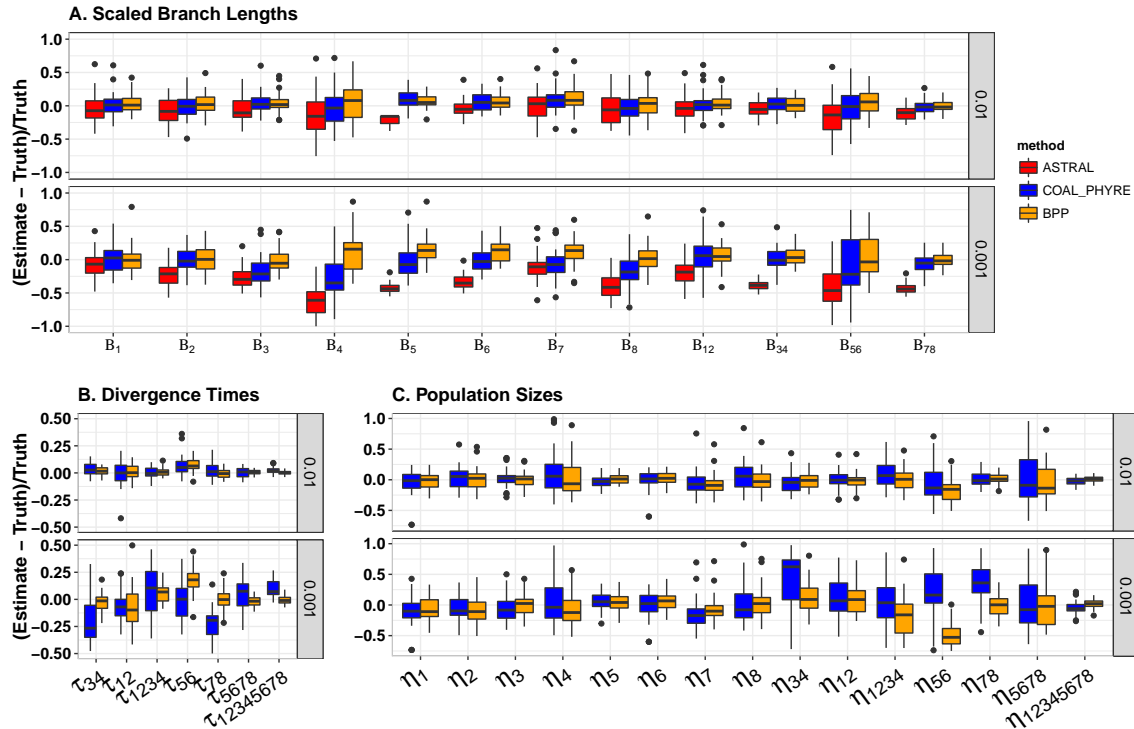 A. Scaled Branch Lengths
(Estimate − Truth)/Truth
1.0
0.5
0.0
−0.5
−1.0
0.01
1.0
0.5
0.0
−0.5
−1.0
0.001
B1 B2 B3 B4 B5 B6 B7 B8 B12 B34 B56 B78
method
ASTRAL
COAL_PHYRE
BPP
B. Divergence Times
(Estimate − Truth)/Truth
0.50
0.25
0.00
−0.25
−0.50
0.01
0.50
0.25
0.00
−0.25
−0.50
0.001
τ34 τ12 τ1234 τ56 τ78 τ5678 τ12345678
C. Population Sizes
1.0
0.5
0.0
−0.5
0.01
1.0
0.5
0.0
−0.5
0.001
η1 η2 η3 η4 η5 η6 η7 η8 η34 η12 η1234 η56 η78 η5678 η12345678